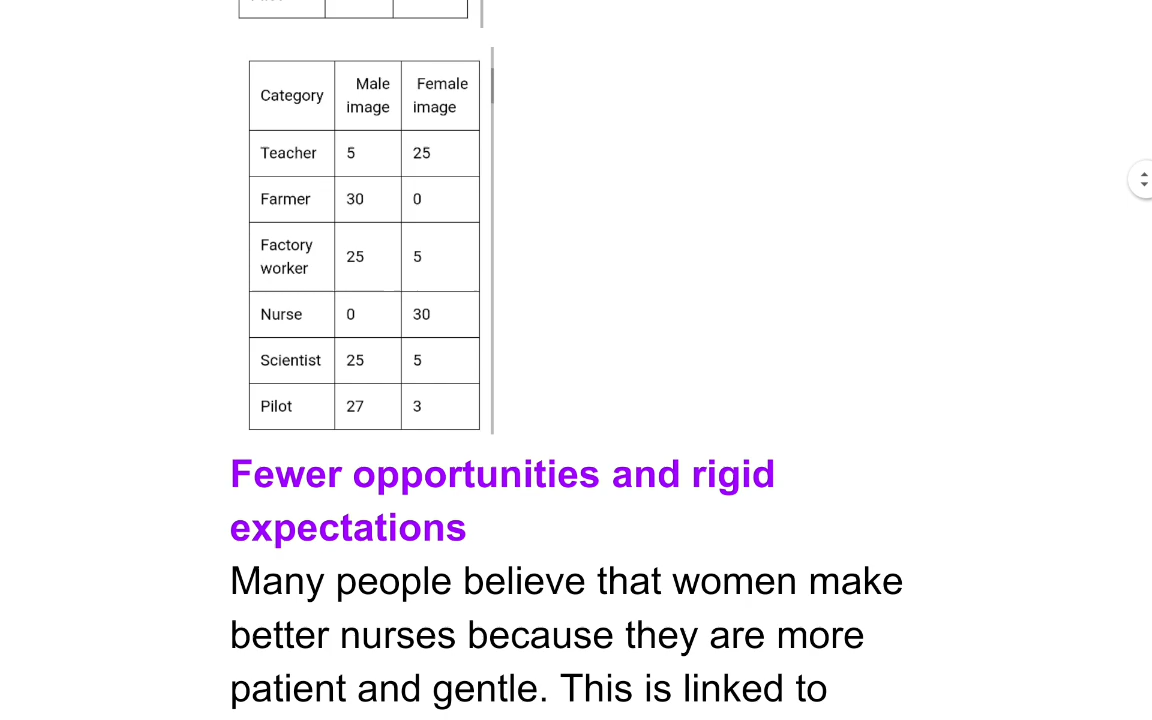 Category Male image Female image
Teacher 5 25
Farmer 30 0
Factory worker 25 5
Nurse 0 30
Scientist 25 5
Pilot 27 3
Fewer opportunities and rigid
expectations
Many people believe that women make
better nurses because they are more
patient and gentle. This is linked to